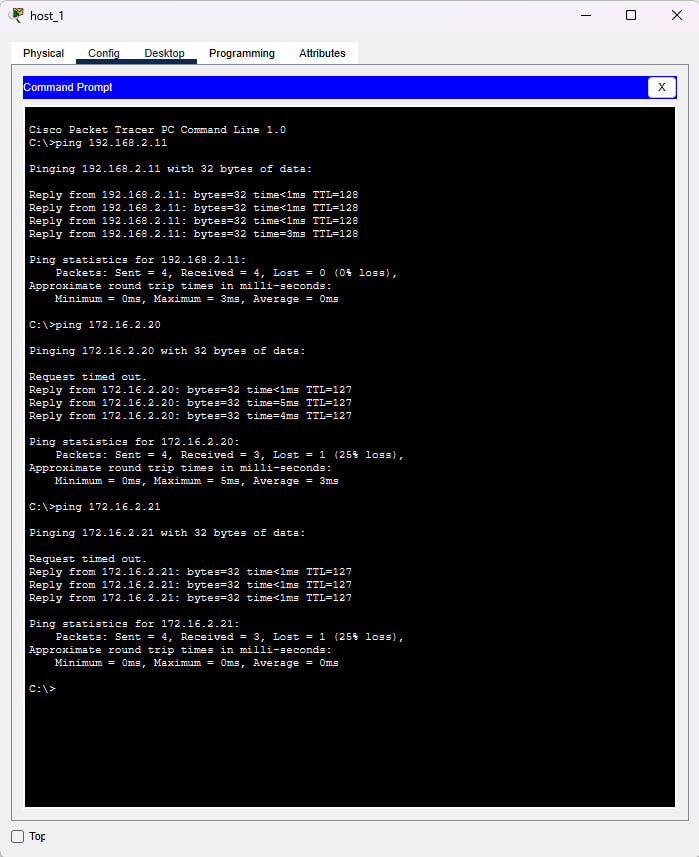 host_1
Physical Config Desktop Programming Attributes
Command Prompt X
Cisco Packet Tracer PC Command Line 1.0
C:\>ping 192.168.2.11
Pinging 192.168.2.11 with 32 bytes of data:
Reply from 192.168.2.11: bytes=32 time<1ms TTL=128
Reply from 192.168.2.11: bytes=32 time<1ms TTL=128
Reply from 192.168.2.11: bytes=32 time<1ms TTL=128
Reply from 192.168.2.11: bytes=32 time=3ms TTL=128
Ping statistics for 192.168.2.11:
Packets: Sent = 4, Received = 4, Lost = 0 (0% loss),
Approximate round trip times in milli-seconds:
Minimum = 0ms, Maximum = 3ms, Average = 0ms
C:\>ping 172.16.2.20
Pinging 172.16.2.20 with 32 bytes of data:
Request timed out.
Reply from 172.16.2.20: bytes=32 time<1ms TTL=127
Reply from 172.16.2.20: bytes=32 time=5ms TTL=127
Reply from 172.16.2.20: bytes=32 time=4ms TTL=127
Ping statistics for 172.16.2.20:
Packets: Sent = 4, Received = 3, Lost = 1 (25% loss),
Approximate round trip times in milli-seconds:
Minimum = 0ms, Maximum = 5ms, Average = 3ms
C:\>ping 172.16.2.21
Pinging 172.16.2.21 with 32 bytes of data:
Request timed out.
Reply from 172.16.2.21: bytes=32 time<1ms TTL=127
Reply from 172.16.2.21: bytes=32 time<1ms TTL=127
Reply from 172.16.2.21: bytes=32 time<1ms TTL=127
Ping statistics for 172.16.2.21:
Packets: Sent = 4, Received = 3, Lost = 1 (25% loss),
Approximate round trip times in milli-seconds:
Minimum = 0ms, Maximum = 0ms, Average = 0ms
C:\>
Top